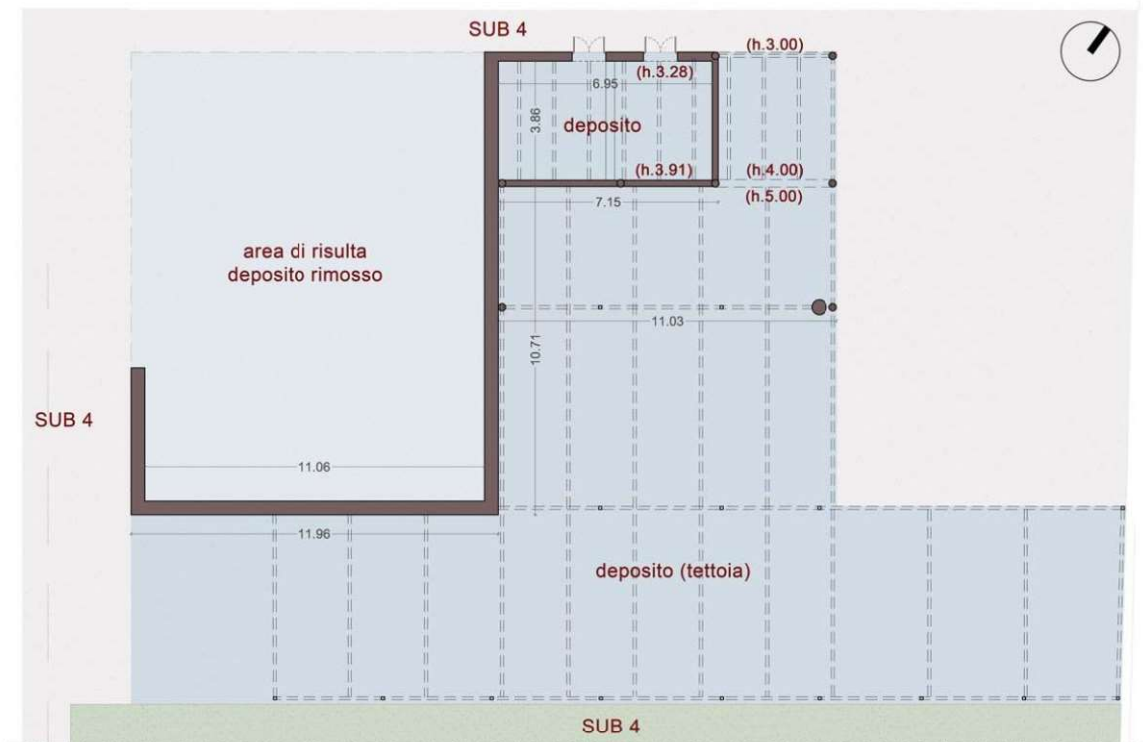 SUB 4
(h.3.00)
(h.3.28)
6.95
3.86
deposito
(h.3.91)
(h.4.00)
(h.5.00)
7.15
area di risulta
deposito rimosso
11.03
10.71
SUB 4
11.06
11.96
deposito (tettoia)
SUB 4